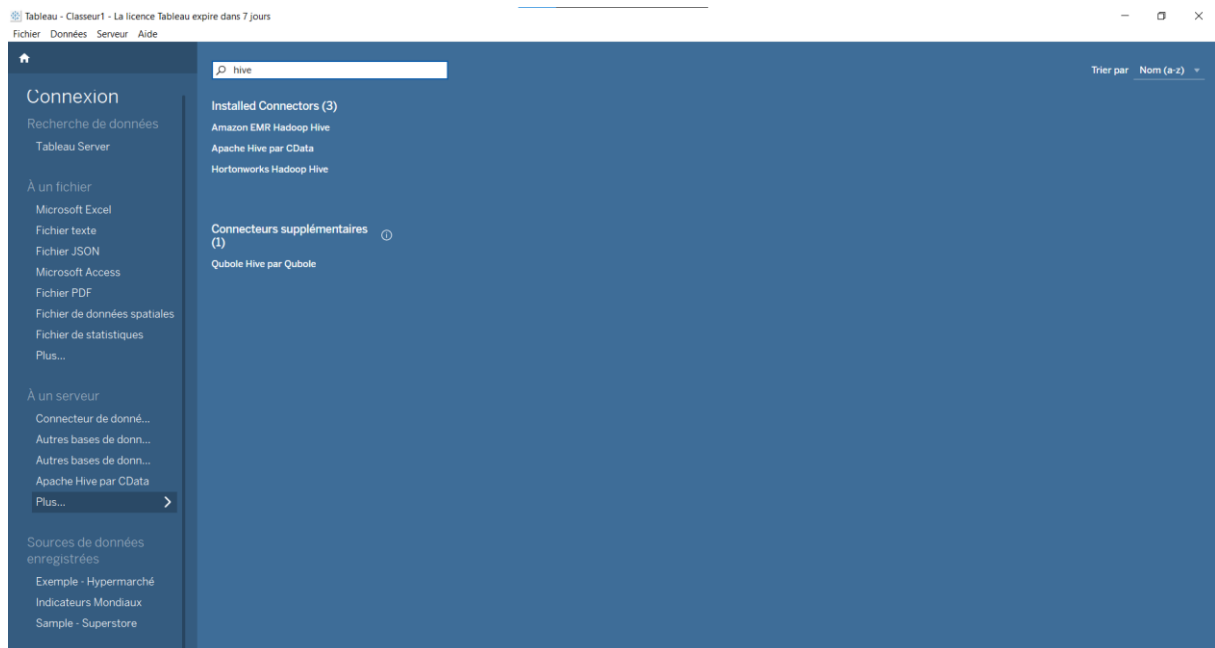 Tableau - Classeur1 - La licence Tableau expire dans 7 jours
Fichier Données Serveur Aide
hive
Trier par Nom (a-z)
Connexion
Recherche de données
Tableau Server
À un fichier
Microsoft Excel
Fichier texte
Fichier JSON
Microsoft Access
Fichier PDF
Fichier de données spatiales
Fichier de statistiques
Plus...
À un serveur
Connecteur de donné...
Autres bases de donn...
Autres bases de donn...
Apache Hive par CData
Plus...
Sources de données
enregistrées
Exemple - Hypermarché
Indicateurs Mondiaux
Sample - Superstore
Installed Connectors (3)
Amazon EMR Hadoop Hive
Apache Hive par CData
Hortonworks Hadoop Hive
Connecteurs supplémentaires
(1)
Qubole Hive par Qubole